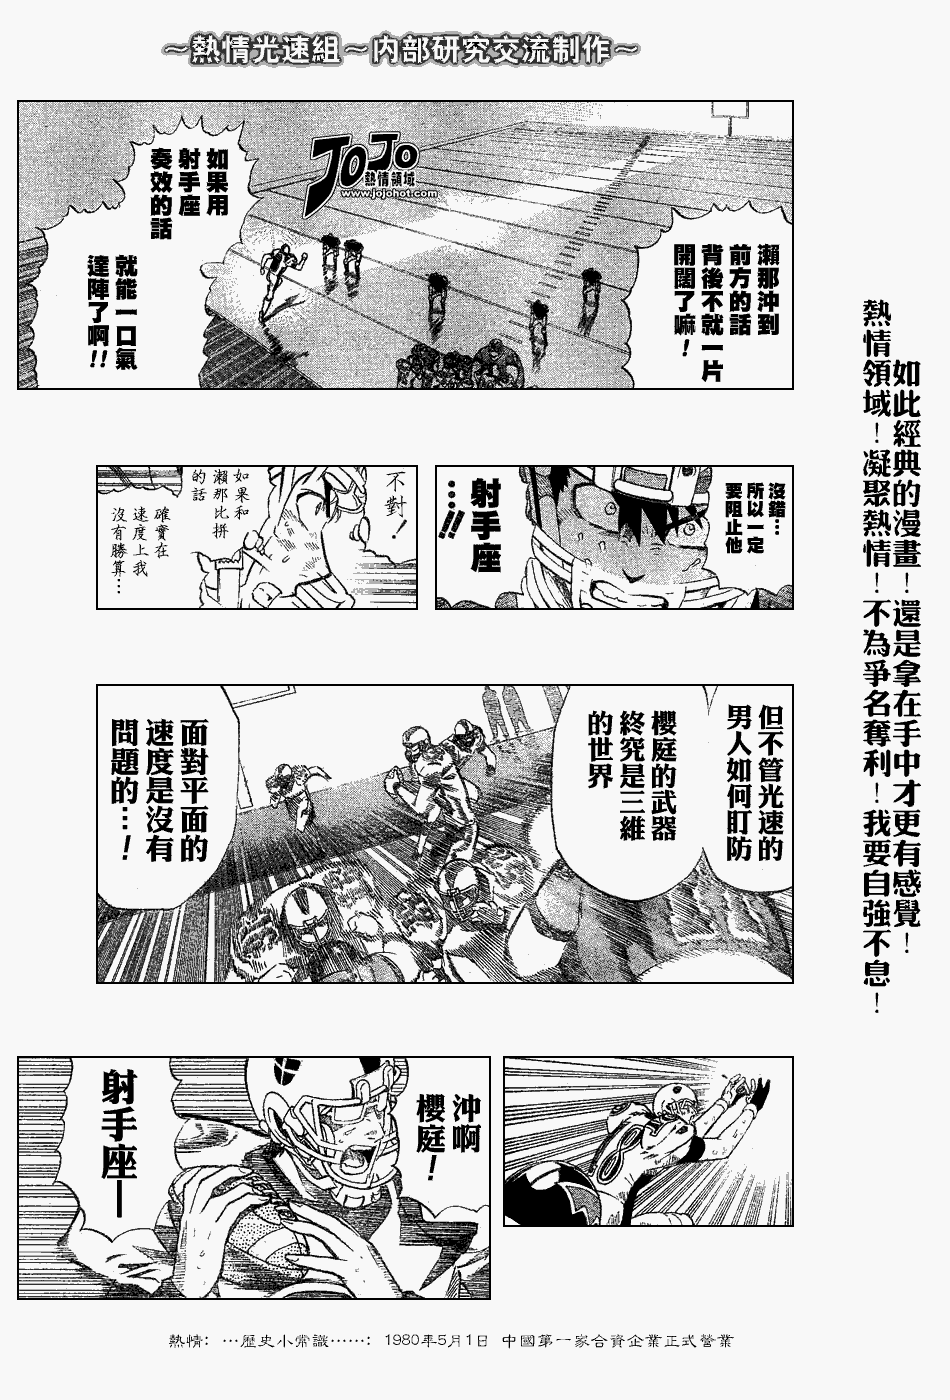 ～熱情光速組～內部研究交流制作～
JOJO
熱情領域
www.jojohot.com
瀨那沖到
前方的話
背後不就一片
開闊了嘛！
如果用
射手座
奏效的話
就能一口氣
達陣了啊!!
沒錯…
所以一定
要阻止他
射手座
…!!
不對！
如果和
瀨那比拼
的話
確實在
速度上我
沒有勝算…
但不管光速的
男人如何盯防
櫻庭的武器
終究是三維
的世界
面對平面的
速度是沒有
問題的…！
沖啊
櫻庭！
射手座—
如此經典的漫畫！還是拿在手中才更有感覺！
熱情領域！凝聚熱情！不為爭名奪利！我要自強不息！
熱情：…歷史小常識……：1980年5月1日 中國第一家合資企業正式營業